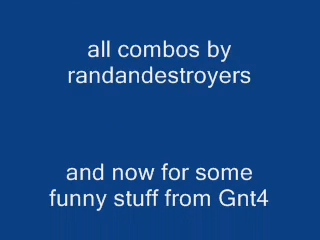 all combos by
randandestroyers
and now for some
funny stuff from Gnt4